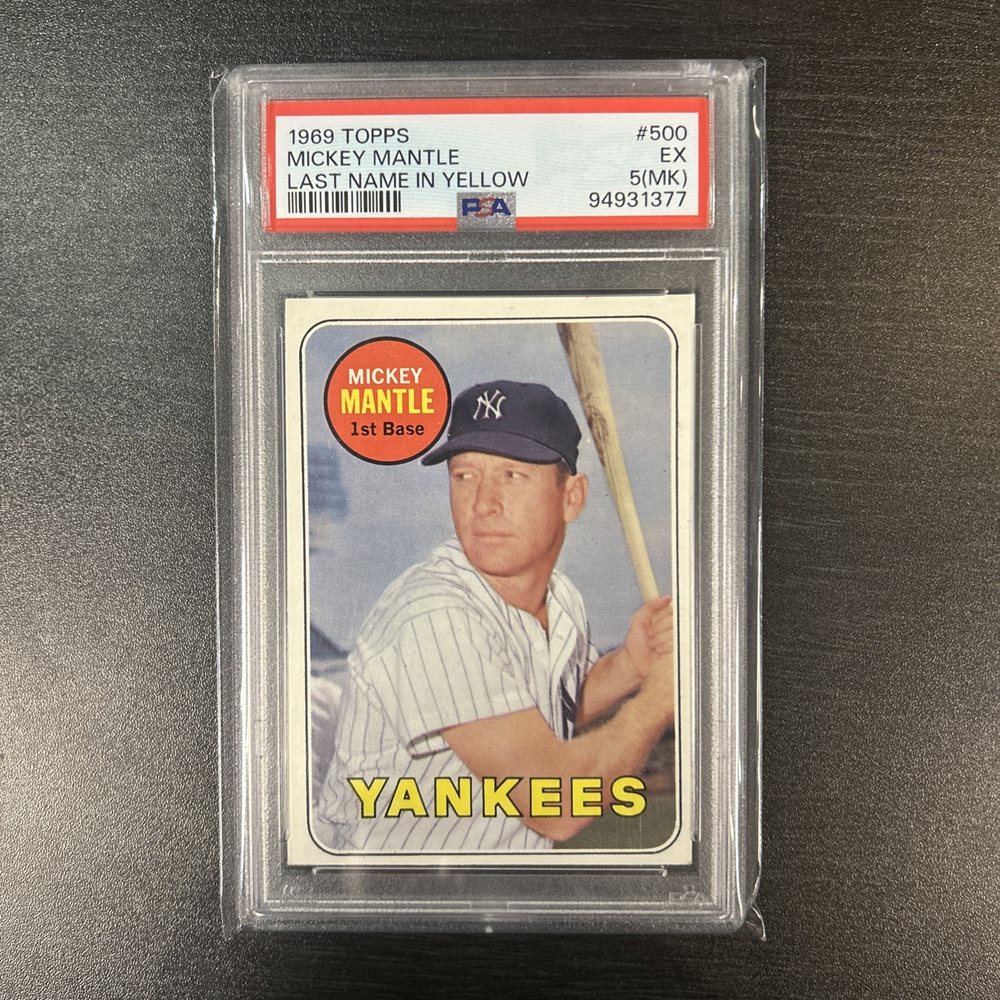 1969 TOPPS #500
MICKEY MANTLE EX
LAST NAME IN YELLOW 5(MK)
PSA 94931377
MICKEY
MANTLE
1st Base
NY
YANKEES